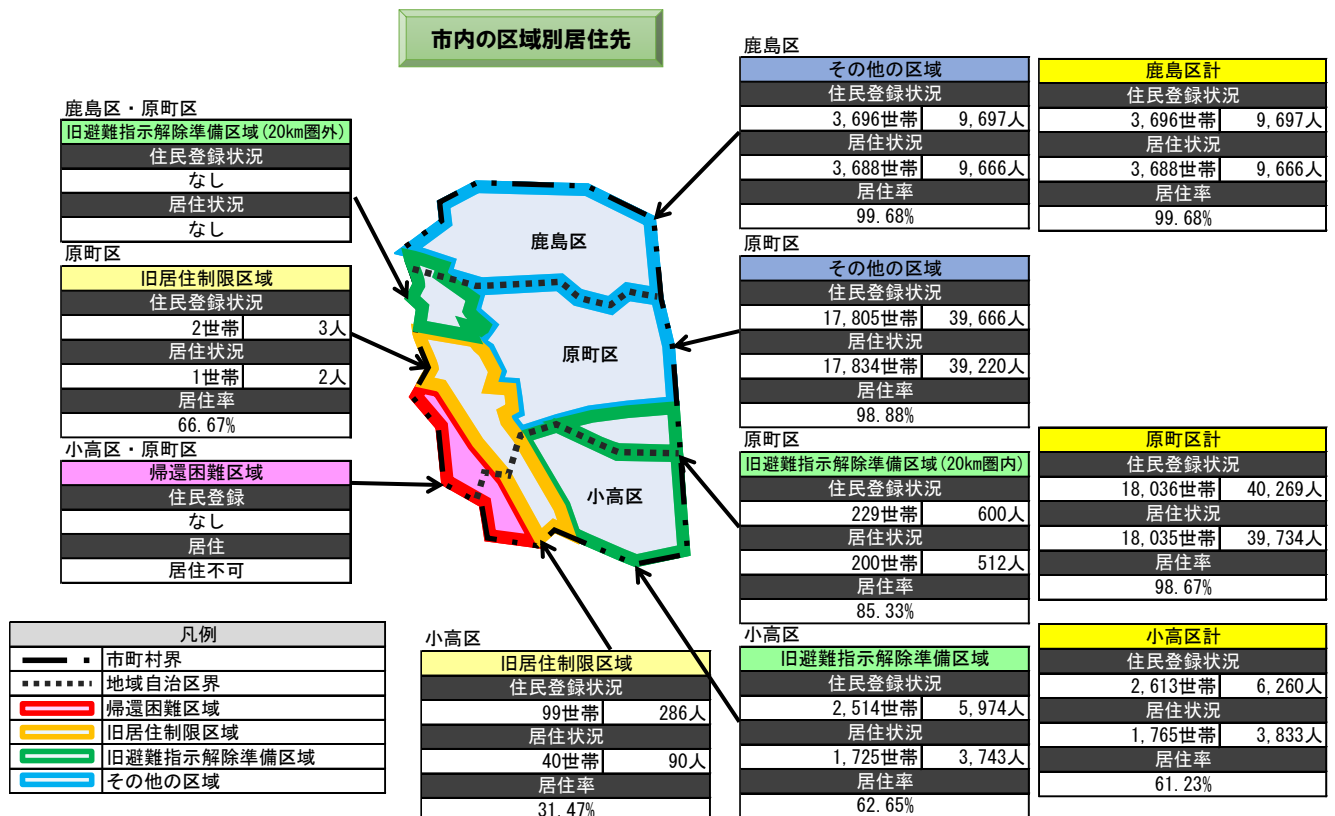 市内の区域別居住先
鹿島区・原町区
旧避難指示解除準備区域(20km圏外)
住民登録状況
なし
居住状況
なし
原町区
旧居住制限区域
住民登録状況
2世帯 3人
居住状況
1世帯 2人
居住率
66.67%
小高区・原町区
帰還困難区域
住民登録
なし
居住
居住不可
鹿島区
原町区
小高区
鹿島区
その他の区域
住民登録状況
3,696世帯 9,697人
居住状況
3,688世帯 9,666人
居住率
99.68%
鹿島区計
住民登録状況
3,696世帯 9,697人
居住状況
3,688世帯 9,666人
居住率
99.68%
原町区
その他の区域
住民登録状況
17,805世帯 39,666人
居住状況
17,834世帯 39,220人
居住率
98.88%
原町区
旧避難指示解除準備区域(20km圏内)
住民登録状況
229世帯 600人
居住状況
200世帯 512人
居住率
85.33%
原町区計
住民登録状況
18,036世帯 40,269人
居住状況
18,035世帯 39,734人
居住率
98.67%
凡例
市町村界
地域自治区界
帰還困難区域
旧居住制限区域
旧避難指示解除準備区域
その他の区域
小高区
旧居住制限区域
住民登録状況
99世帯 286人
居住状況
40世帯 90人
居住率
31.47%
小高区
旧避難指示解除準備区域
住民登録状況
2,514世帯 5,974人
居住状況
1,725世帯 3,743人
居住率
62.65%
小高区計
住民登録状況
2,613世帯 6,260人
居住状況
1,765世帯 3,833人
居住率
61.23%